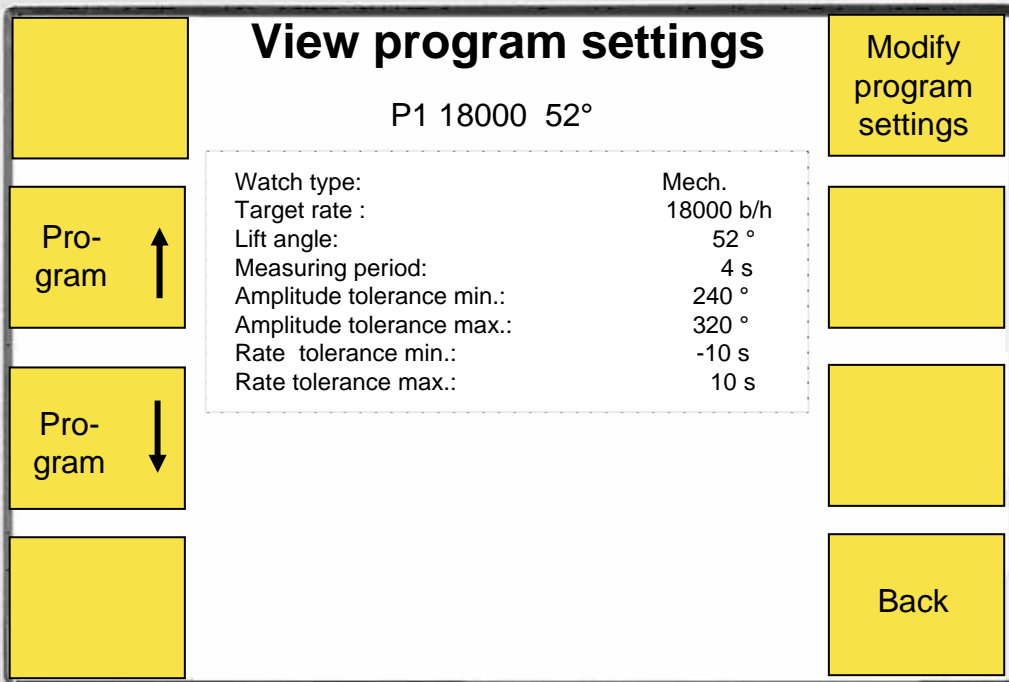 View program settings
P1 18000 52°
Modify
program
settings
Pro-
gram
Pro-
gram
Watch type: Mech.
Target rate : 18000 b/h
Lift angle: 52 °
Measuring period: 4 s
Amplitude tolerance min.: 240 °
Amplitude tolerance max.: 320 °
Rate tolerance min.: -10 s
Rate tolerance max.: 10 s
Back